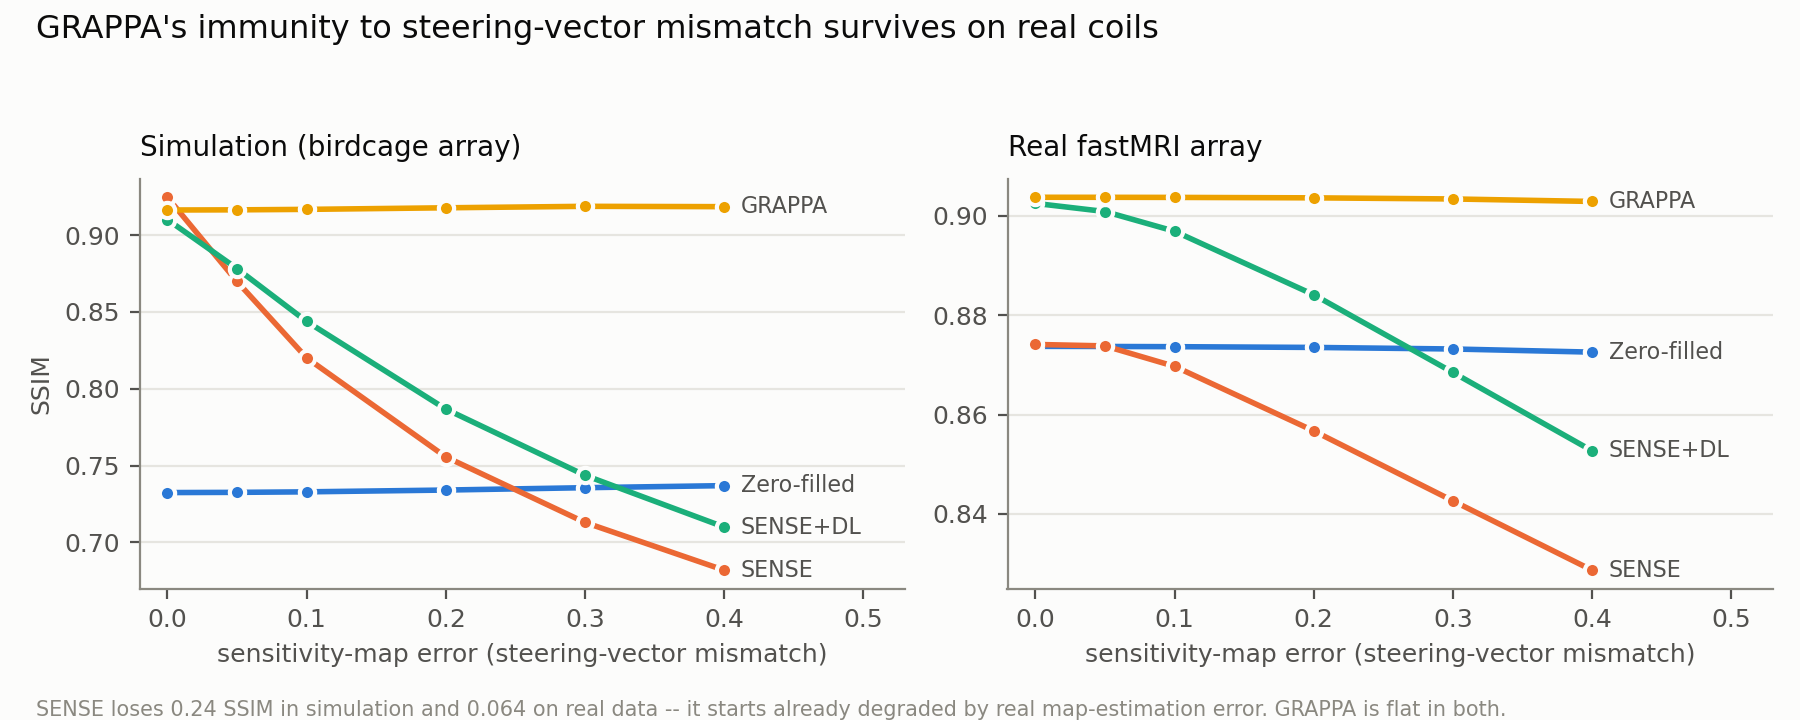 GRAPPA's immunity to steering-vector mismatch survives on real coils
Simulation (birdcage array)
SSIM
0.90
0.85
0.80
0.75
0.70
GRAPPA
Zero-filled
SENSE+DL
SENSE
0.0 0.1 0.2 0.3 0.4 0.5
sensitivity-map error (steering-vector mismatch)
Real fastMRI array
0.90
0.88
0.86
0.84
GRAPPA
Zero-filled
SENSE+DL
SENSE
0.0 0.1 0.2 0.3 0.4 0.5
sensitivity-map error (steering-vector mismatch)
SENSE loses 0.24 SSIM in simulation and 0.064 on real data -- it starts already degraded by real map-estimation error. GRAPPA is flat in both.